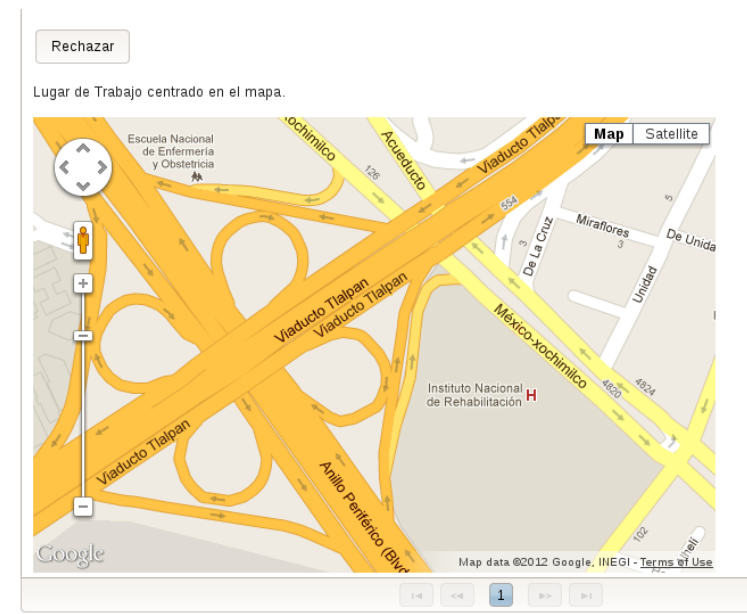 Rechazar
Lugar de Trabajo centrado en el mapa.
Map
Satellite
Escuela Nacional
de Enfermería
y Obstetricia
ochimilco
Acueducto
Viaducto Tlalpa
126
554
De La Cruz
3
Miraflores
3
5
De Unida
Unidad
Viaducto Tlalpan
Viaducto Tlalpan
México-xochimilco
Instituto Nacional
de Rehabilitación
H
4820
4824
Viaducto Tlalpan
Anillo Periférico (Blvd
102
Google
Map data ©2012 Google, INEGI - Terms of Use
1